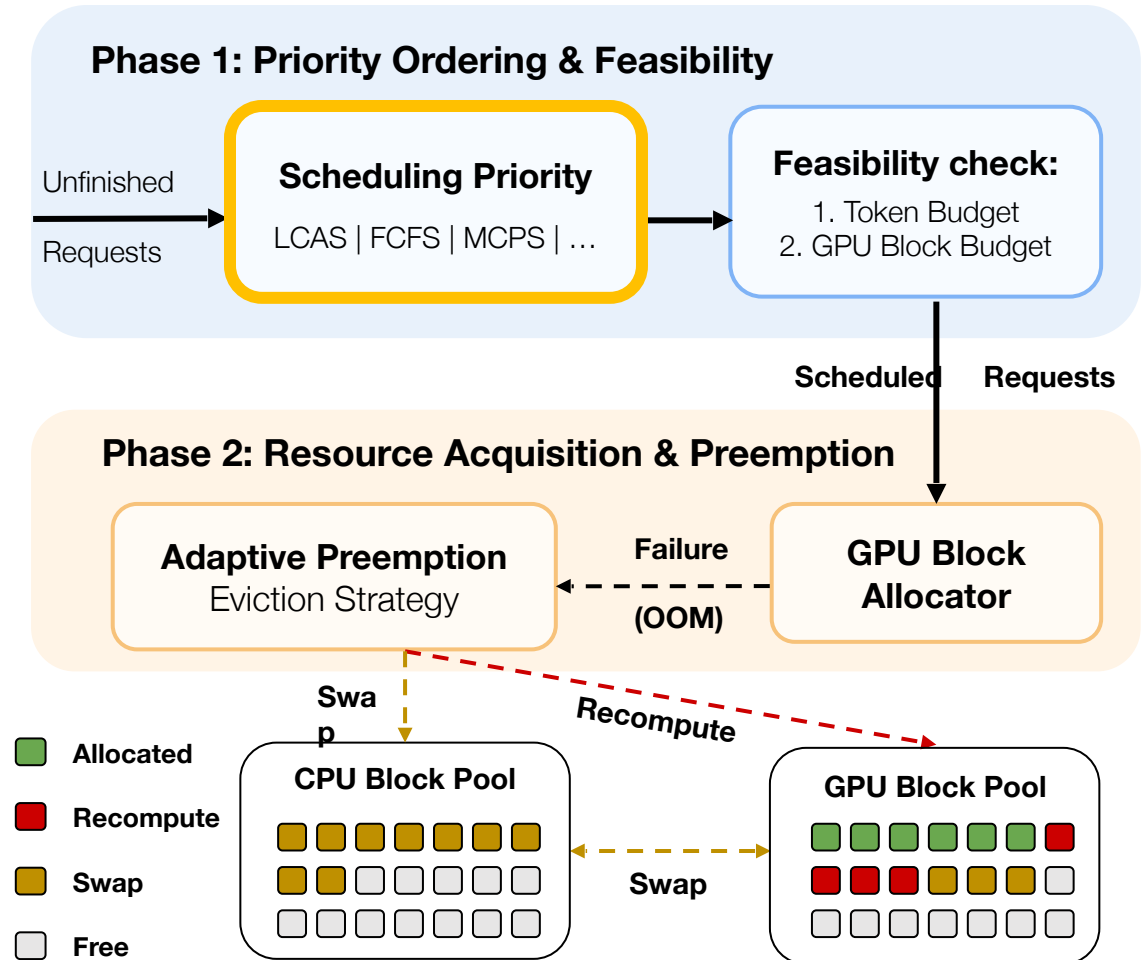 Phase 1: Priority Ordering & Feasibility
Unfinished
Requests
Scheduling Priority
LCAS | FCFS | MCPS | …
Feasibility check:
1. Token Budget
2. GPU Block Budget
Scheduled Requests
Phase 2: Resource Acquisition & Preemption
Adaptive Preemption
Eviction Strategy
Failure
(OOM)
GPU Block
Allocator
Swa
p
Recompute
Allocated
Recompute
Swap
Free
CPU Block Pool
Swap
GPU Block Pool